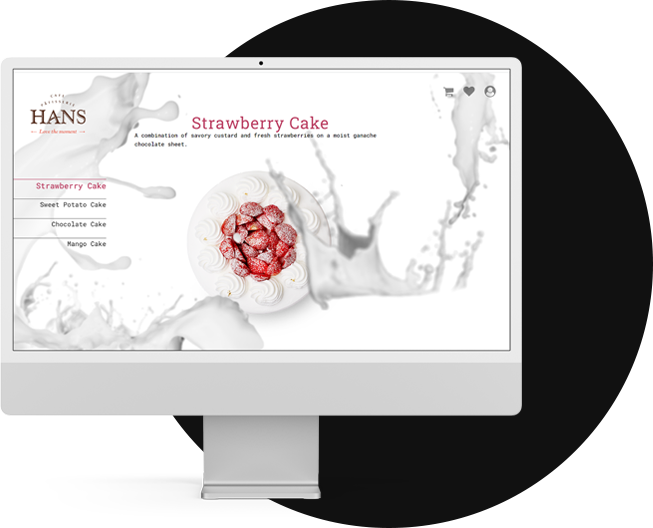 CAFE
PATISSERIE
HANS
Love the moment
Strawberry Cake
A combination of savory custard and fresh strawberries on a moist ganache
chocolate sheet.
Strawberry Cake
Sweet Potato Cake
Chocolate Cake
Mango Cake